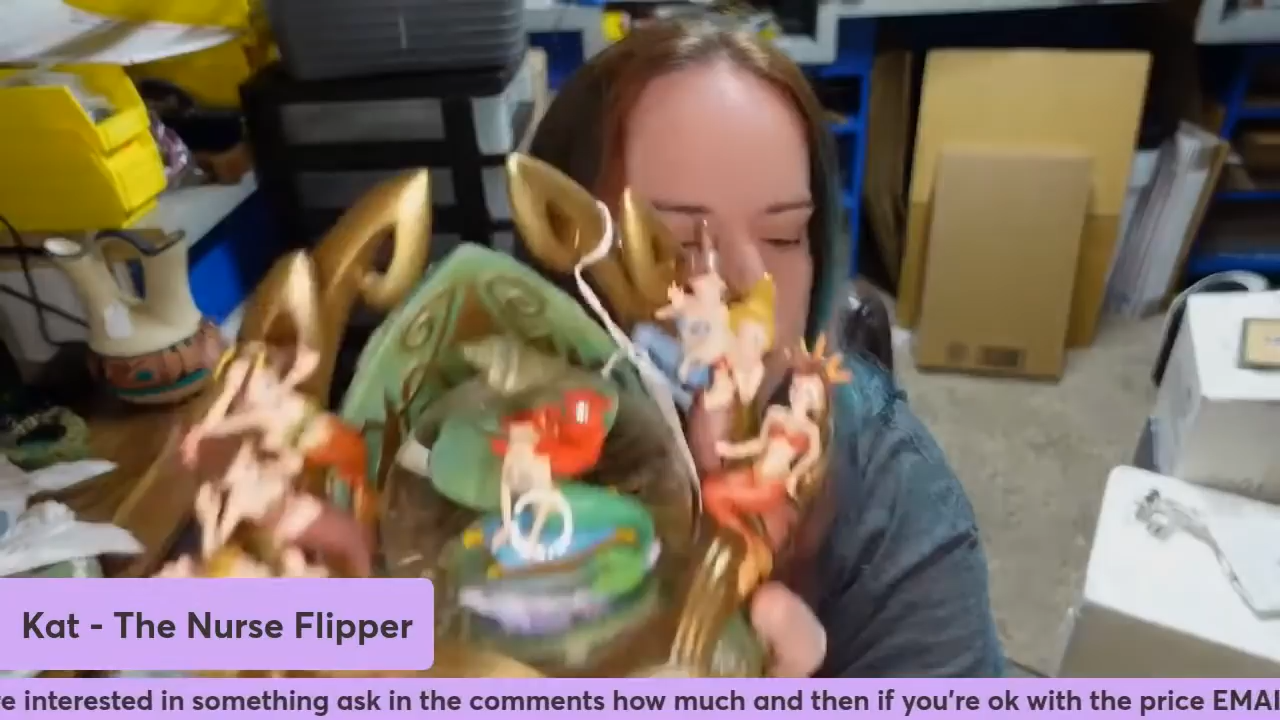 Kat - The Nurse Flipper
re interested in something ask in the comments how much and then if you're ok with the price EMAI